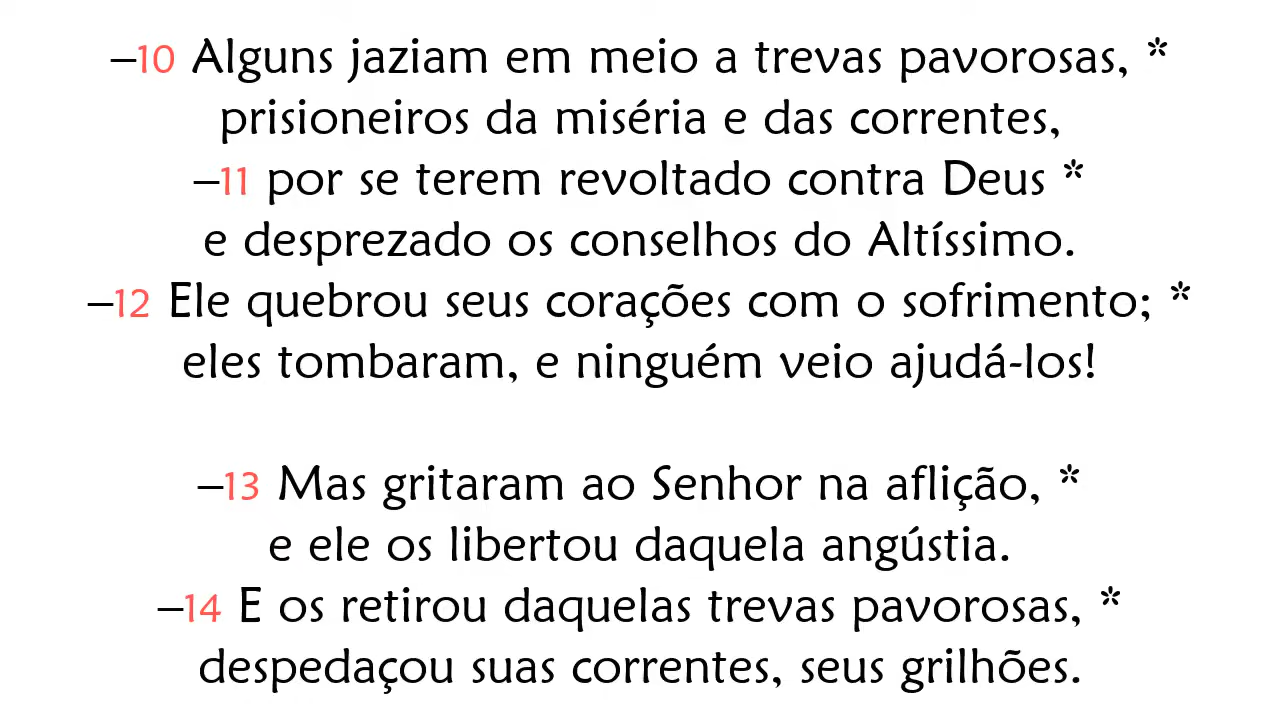 –10 Alguns jaziam em meio a trevas pavorosas, *
prisioneiros da miséria e das correntes,
–11 por se terem revoltado contra Deus *
e desprezado os conselhos do Altíssimo.
–12 Ele quebrou seus corações com o sofrimento; *
eles tombaram, e ninguém veio ajudá-los!
–13 Mas gritaram ao Senhor na aflição, *
e ele os libertou daquela angústia.
–14 E os retirou daquelas trevas pavorosas, *
despedaçou suas correntes, seus grilhões.